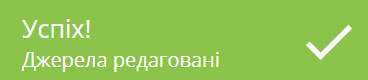 Успіх!
Джерела редаговані